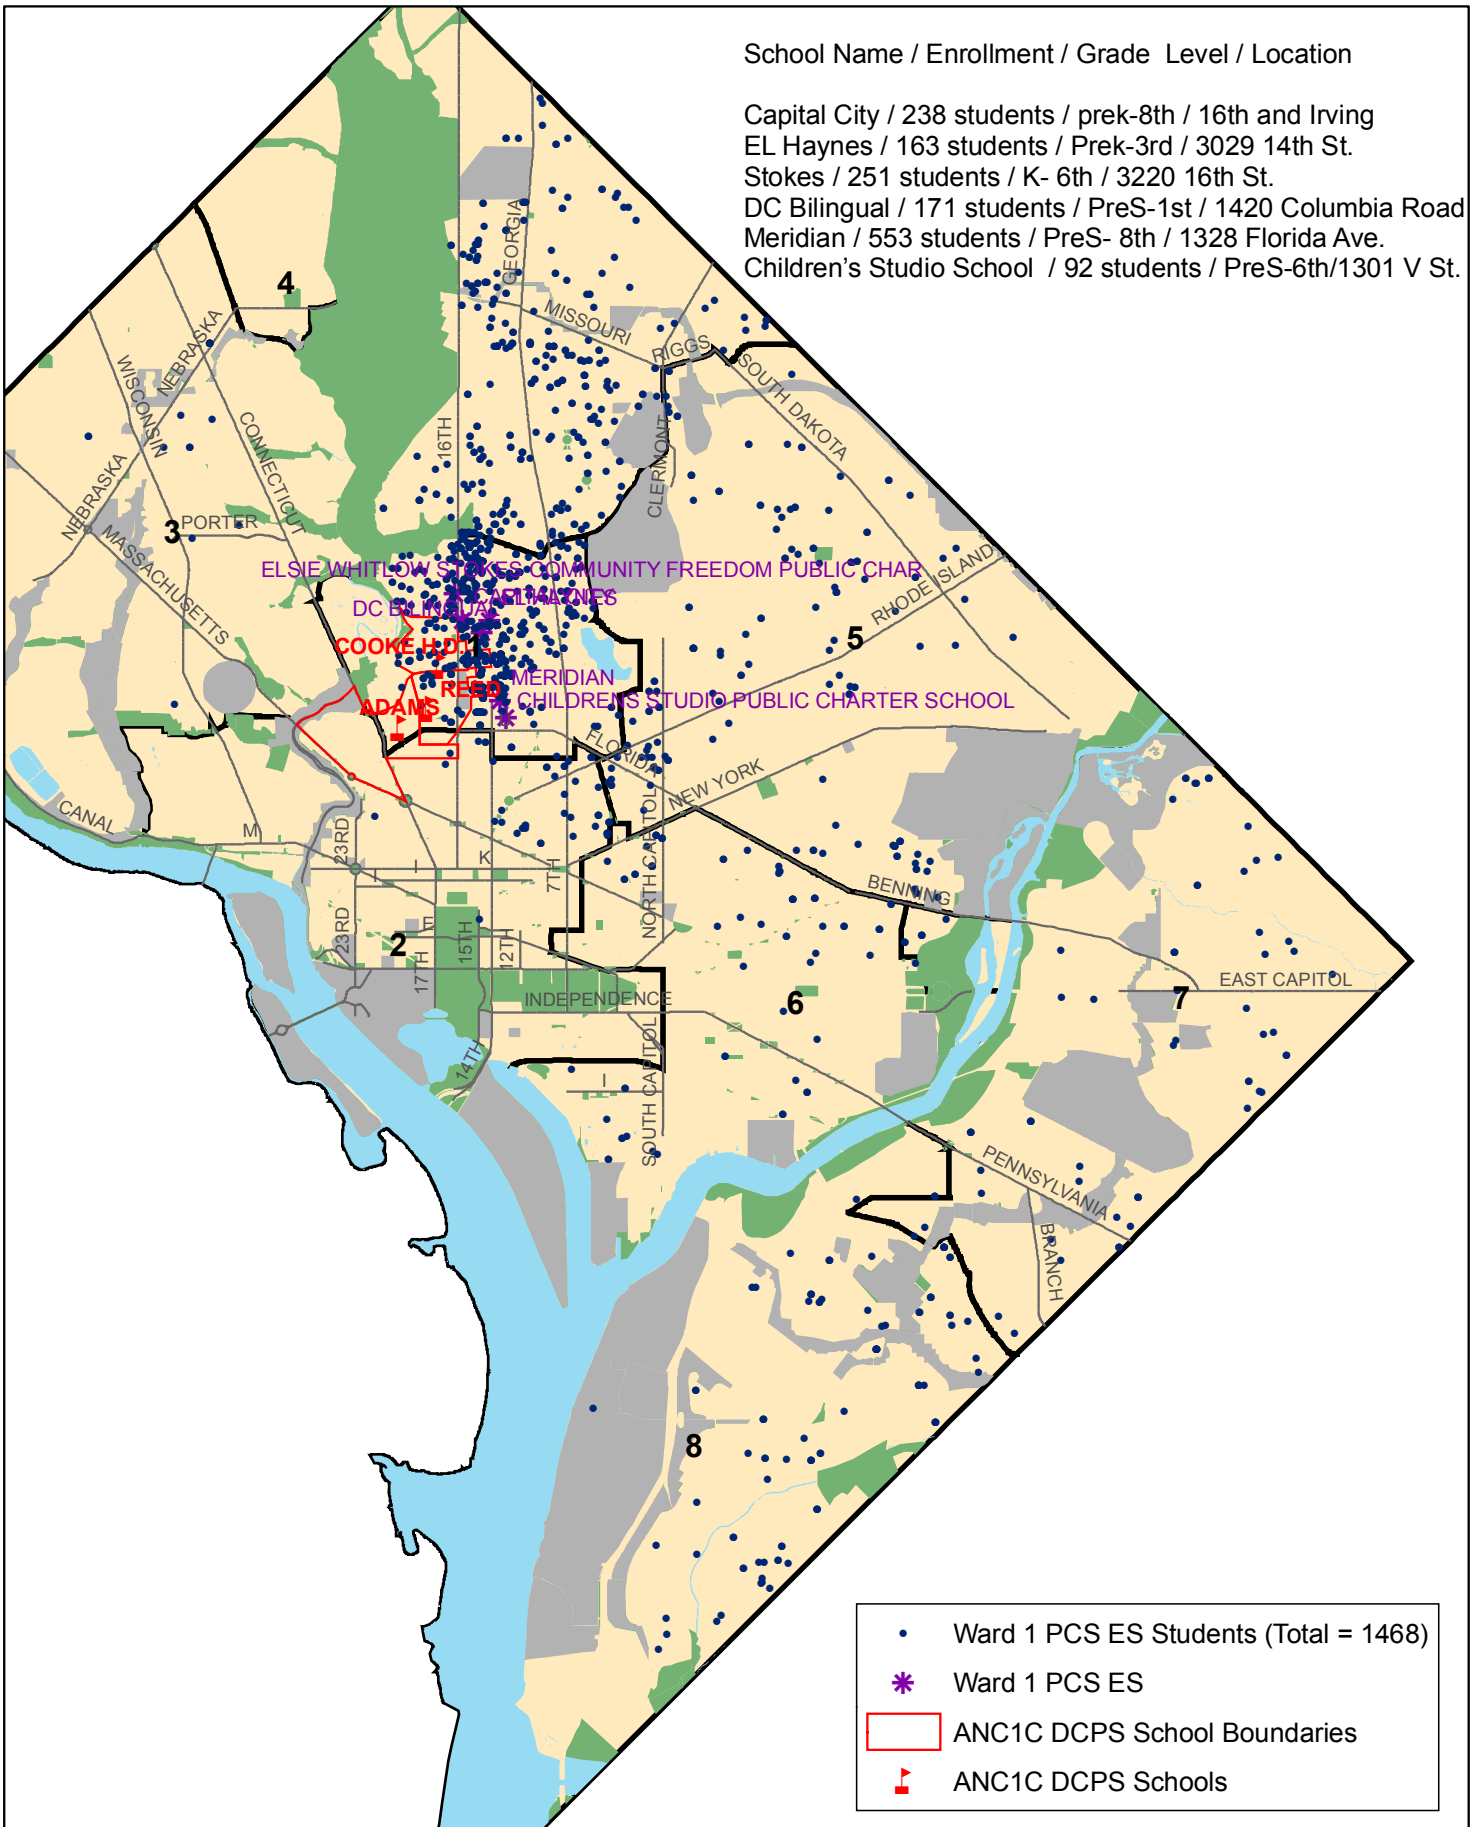 School Name / Enrollment / Grade Level / Location
Capital City / 238 students / prek-8th / 16th and Irving
EL Haynes / 163 students / Prek-3rd / 3029 14th St.
Stokes / 251 students / K- 6th / 3220 16th St.
DC Bilingual / 171 students / PreS-1st / 1420 Columbia Road
Meridian / 553 students / PreS- 8th / 1328 Florida Ave.
Children's Studio School / 92 students / PreS-6th/1301 V St.
GEORGIA
4
MISSOURI
RIGGS
NEBRASKA
WISCONSIN
SOUTH DAKOTA
CONNECTICUT
16TH
CLERMONT
NEBRASKA
3
PORTER
MASSACHUSETTS
ELSIE WHITLOW STOKES COMMUNITY FREEDOM PUBLIC CHAR
RHODE ISLAND
DC BILINGUAL
5
COOKE H.D.
1
MERIDIAN
REED
CHILDRENS STUDIO PUBLIC CHARTER SCHOOL
ADAMS
FLORIDA
NEW YORK
CANAL
M
23RD
K
I
7TH
NORTH CAPITOL
BENNING
23RD
E
2
15TH
12TH
17TH
EAST CAPITOL
INDEPENDENCE
6
7
14TH
I
SOUTH CAPITOL
PENNSYLVANIA
BRANCH
8
Ward 1 PCS ES Students (Total = 1468)
Ward 1 PCS ES
ANC1C DCPS School Boundaries
ANC1C DCPS Schools